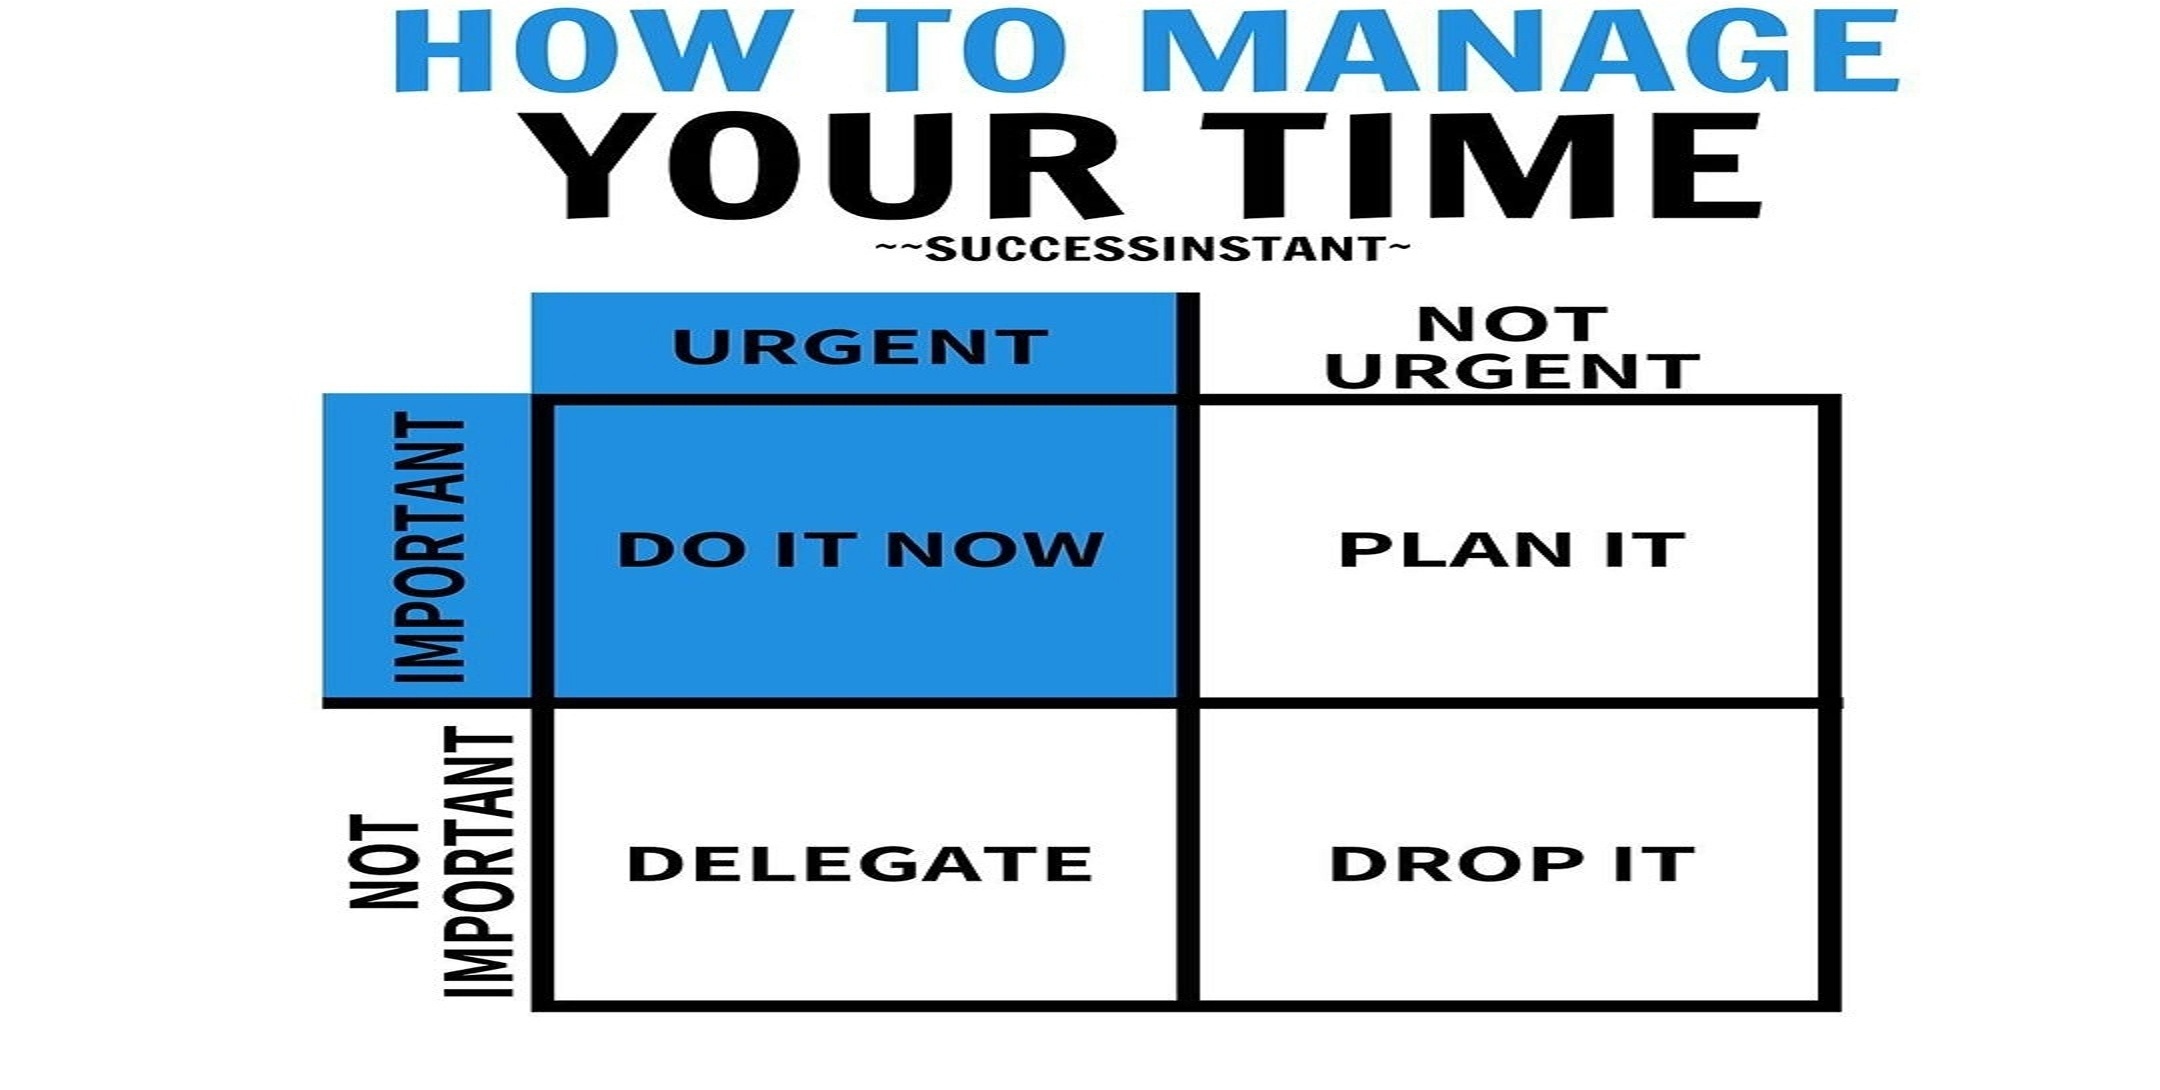 HOW TO MANAGE
YOUR TIME
~~SUCCESSINSTANT~
URGENT
NOT
URGENT
IMPORTANT
DO IT NOW
PLAN IT
NOT
IMPORTANT
DELEGATE
DROP IT